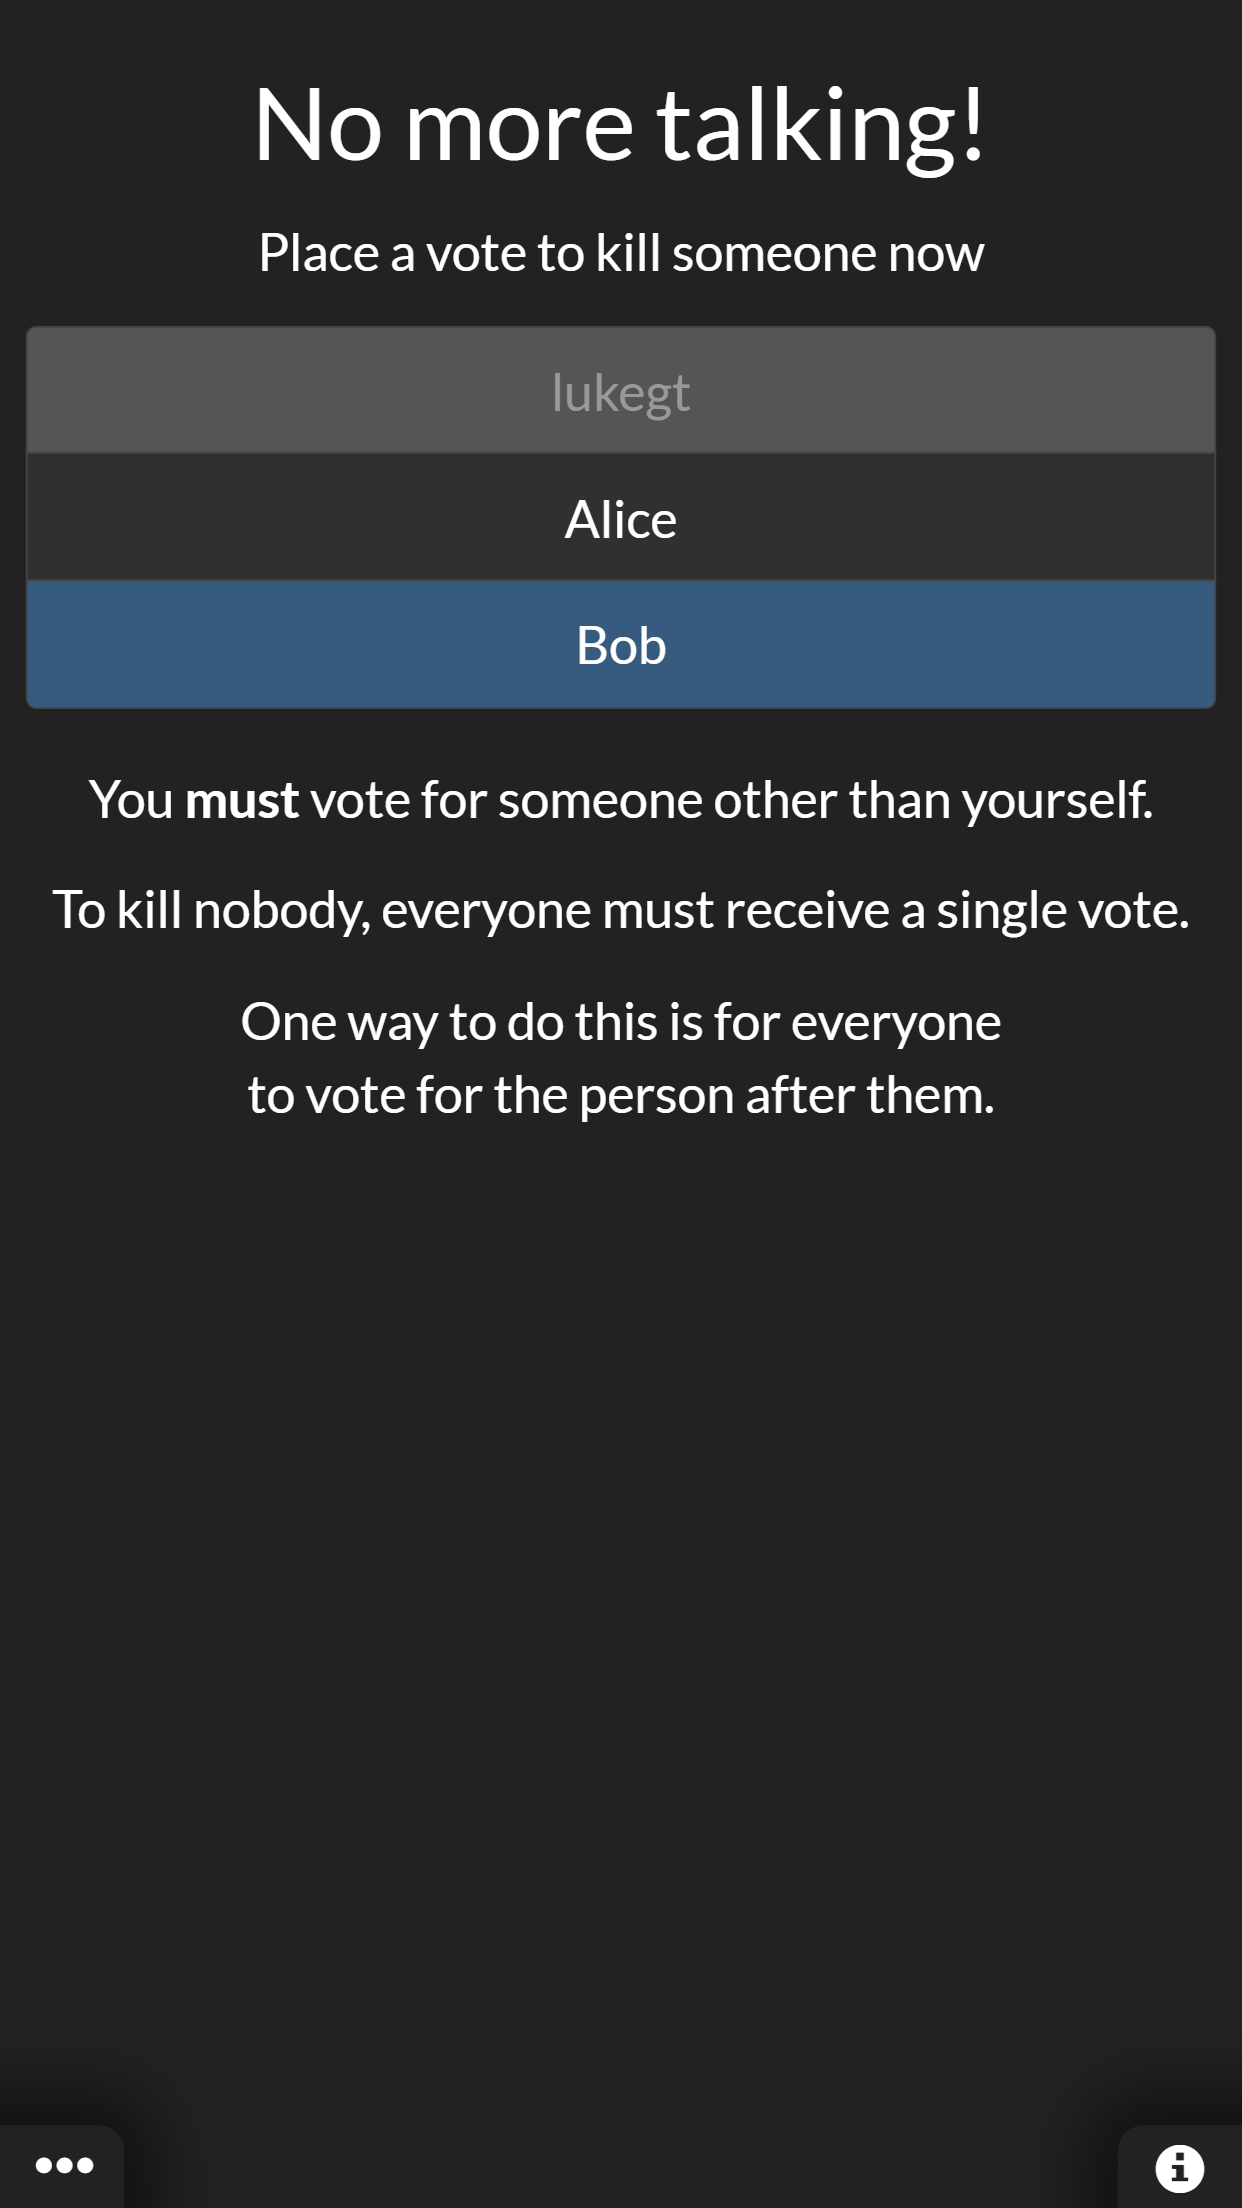 No more talking!
Place a vote to kill someone now
lukegt
Alice
Bob
You must vote for someone other than yourself.
To kill nobody, everyone must receive a single vote.
One way to do this is for everyone
to vote for the person after them.